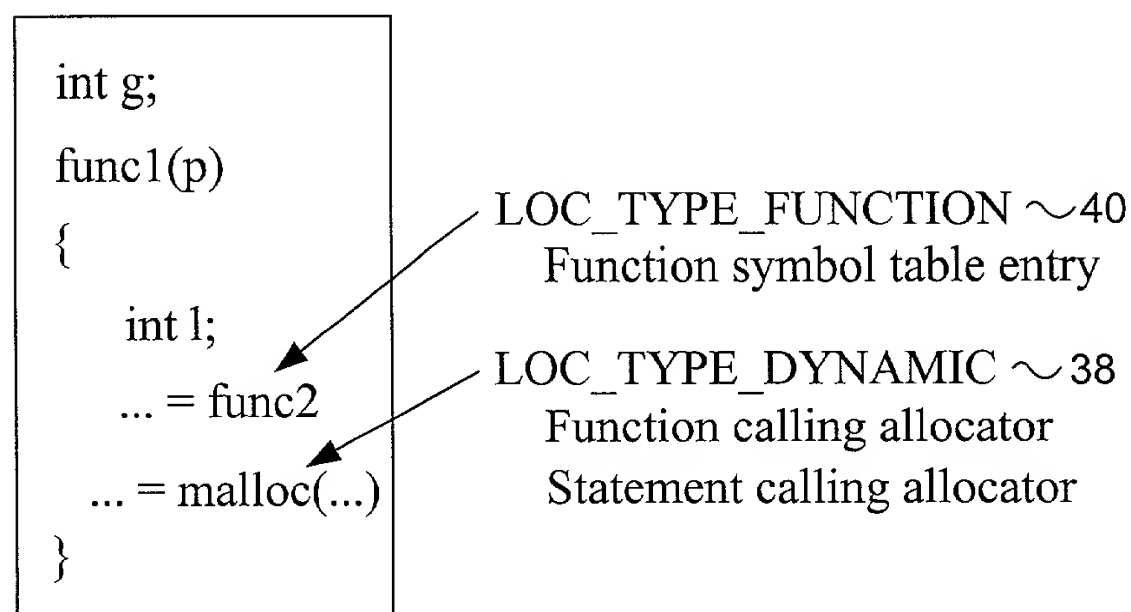 int g;
func1(p)
{
int l;
... = func2
... = malloc(...)
}
LOC_TYPE_FUNCTION ~40
Function symbol table entry
LOC_TYPE_DYNAMIC ~38
Function calling allocator
Statement calling allocator